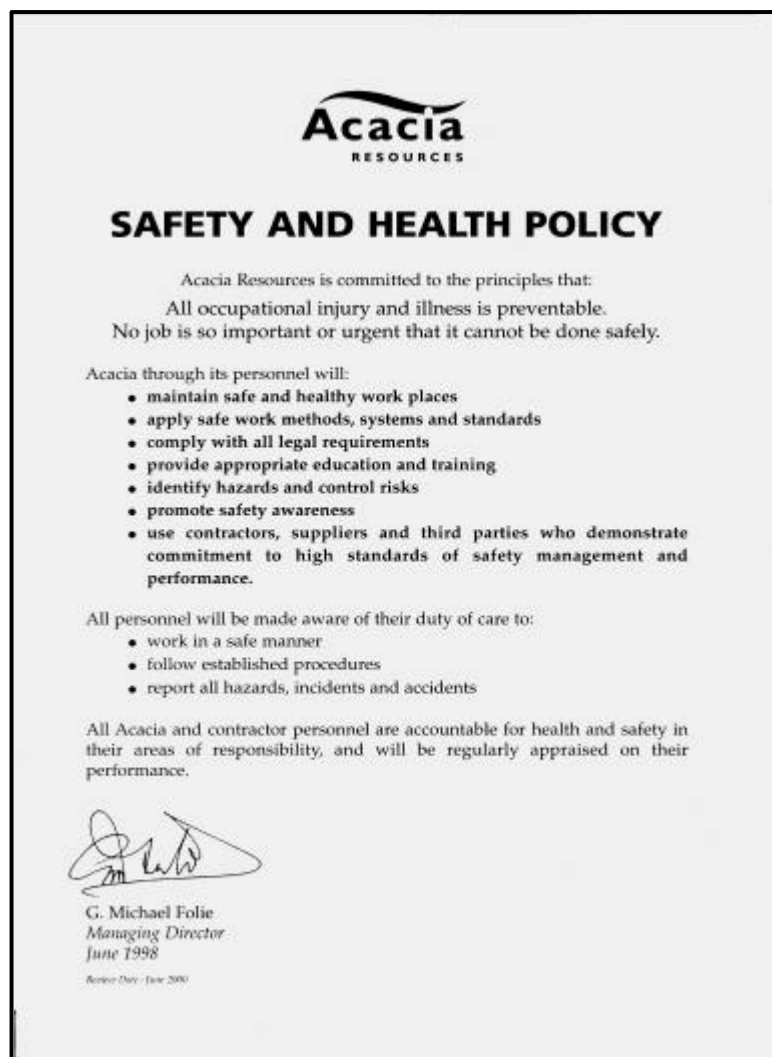 Acacia
RESOURCES
SAFETY AND HEALTH POLICY
Acacia Resources is committed to the principles that:
All occupational injury and illness is preventable.
No job is so important or urgent that it cannot be done safely.
Acacia through its personnel will:
• maintain safe and healthy work places
• apply safe work methods, systems and standards
• comply with all legal requirements
• provide appropriate education and training
• identify hazards and control risks
• promote safety awareness
• use contractors, suppliers and third parties who demonstrate
commitment to high standards of safety management and
performance.
All personnel will be made aware of their duty of care to:
• work in a safe manner
• follow established procedures
• report all hazards, incidents and accidents
All Acacia and contractor personnel are accountable for health and safety in
their areas of responsibility, and will be regularly appraised on their
performance.
G. Michael Folie
Managing Director
June 1998
Review Date - June 2000